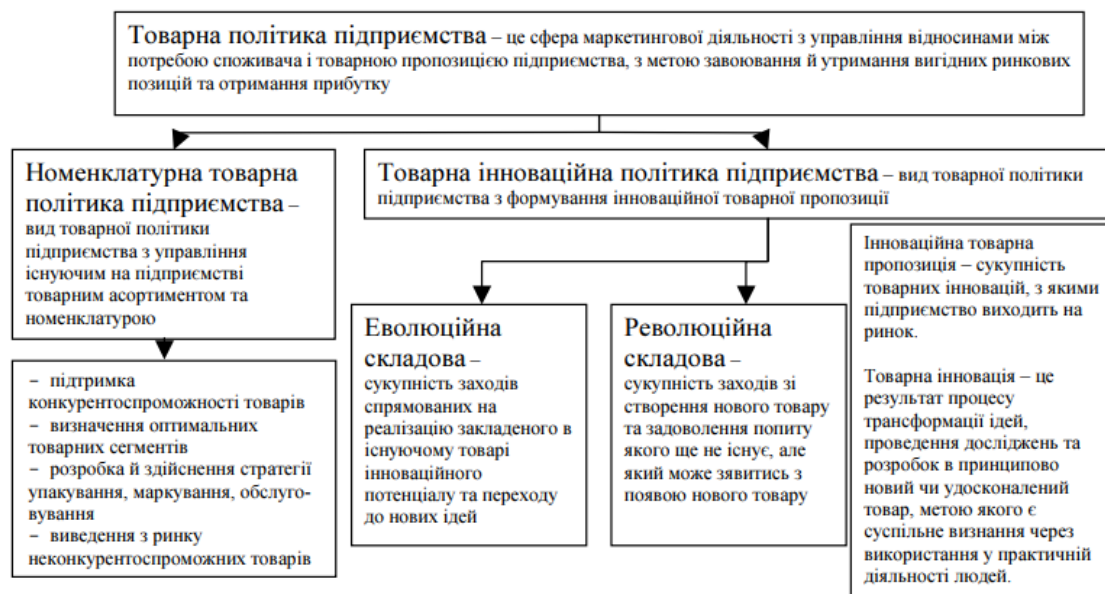 Товарна політика підприємства – це сфера маркетингової діяльності з управління відносинами між
потребою споживача і товарною пропозицією підприємства, з метою завоювання й утримання вигідних ринкових
позицій та отримання прибутку
Номенклатурна товарна
політика підприємства –
вид товарної політики
підприємства з управління
існуючим на підприємстві
товарним асортиментом та
номенклатурою
– підтримка
конкурентоспроможності товарів
– визначення оптимальних
товарних сегментів
– розробка й здійснення стратегії
упакування, маркування, обслуго-
вування
– виведення з ринку
неконкурентоспроможних товарів
Товарна інноваційна політика підприємства – вид товарної політики
підприємства з формування інноваційної товарної пропозиції
Еволюційна
складова –
сукупність заходів
спрямованих на
реалізацію закладеного в
існуючому товарі
інноваційного
потенціалу та переходу
до нових ідей
Революційна
складова –
сукупність заходів зі
створення нового товару
та задоволення попиту
якого ще не існує, але
який може зявитись з
появою нового товару
Інноваційна товарна
пропозиція – сукупність
товарних інновацій, з якими
підприємство виходить на
ринок.
Товарна інновація – це
результат процесу
трансформації ідей,
проведення досліджень та
розробок в принципово
новий чи удосконалений
товар, метою якого є
суспільне визнання через
використання у практичній
діяльності людей.